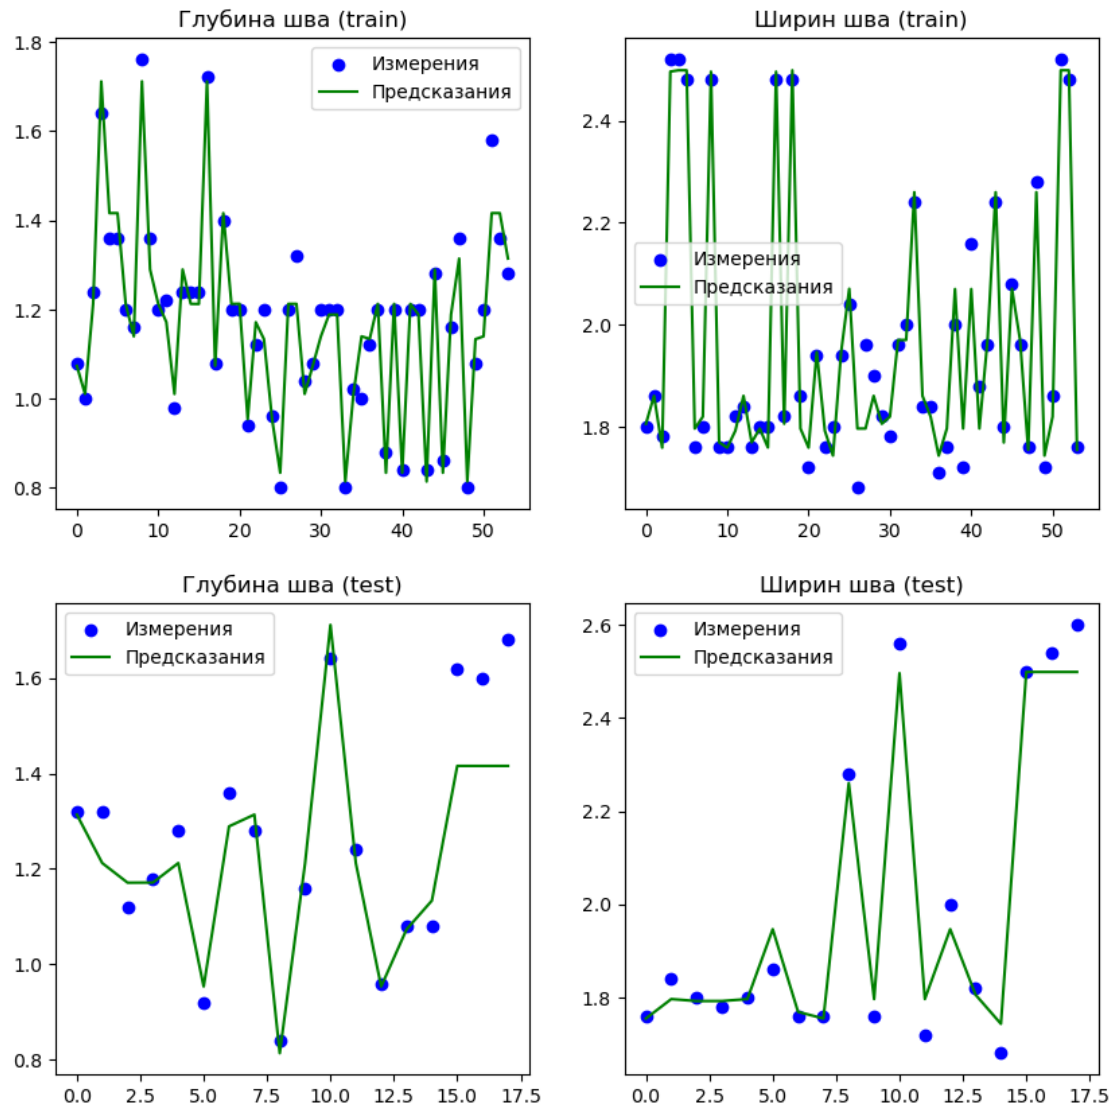 Глубина шва (train)
Измерения
Предсказания
1.8
1.6
1.4
1.2
1.0
0.8
0 10 20 30 40 50
Ширин шва (train)
Измерения
Предсказания
2.4
2.2
2.0
1.8
0 10 20 30 40 50
Глубина шва (test)
Измерения
Предсказания
1.6
1.4
1.2
1.0
0.8
0.0 2.5 5.0 7.5 10.0 12.5 15.0 17.5
Ширин шва (test)
Измерения
Предсказания
2.6
2.4
2.2
2.0
1.8
0.0 2.5 5.0 7.5 10.0 12.5 15.0 17.5